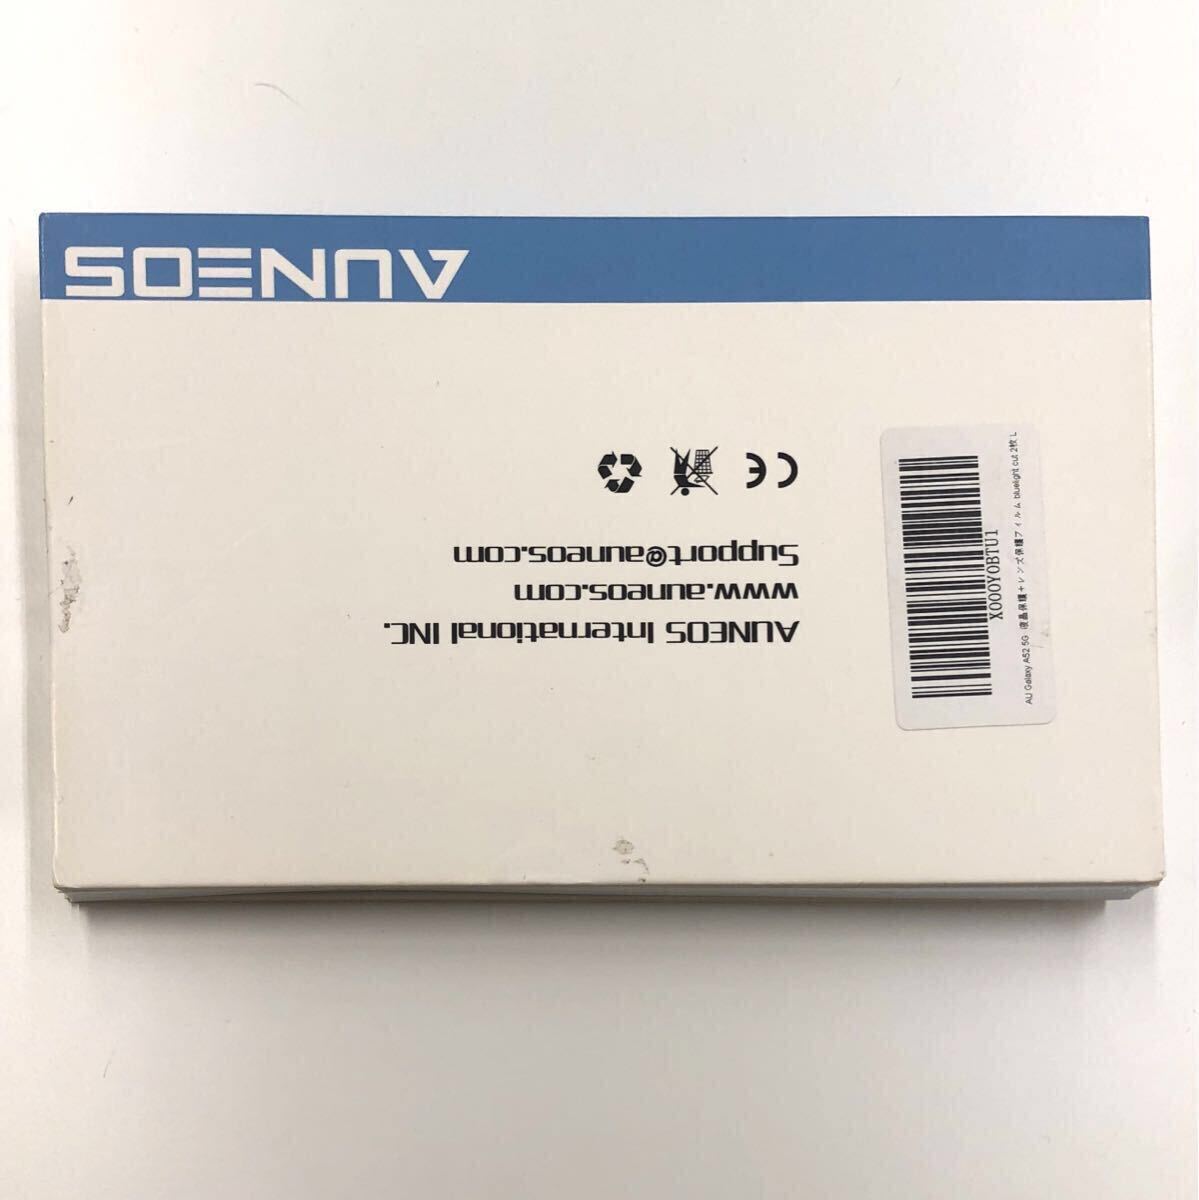 AUNEOS International INC.
www.auneos.com
Support@auneos.com
CE
AUNEOS
X000Y0BTU1
AU Galaxy A52 5G 液晶保護+レンズ保護フィルム bluelight cut 2枚 L